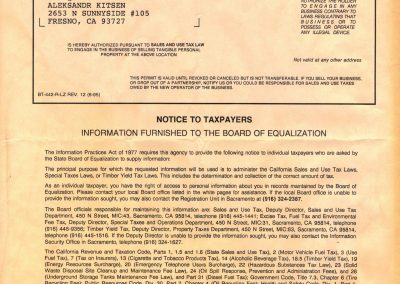 ALEKSANDR KITSEN
2653 N SUNNYSIDE #105
FRESNO, CA 93727
TO ENGAGE IN ANY
BUSINESS CONTRARY TO
LAWS REGULATING THAT
BUSINESS OR TO
POSSESS OR OPERATE
ANY ILLEGAL DEVICE.
IS HEREBY AUTHORIZED PURSUANT TO SALES AND USE TAX LAW
TO ENGAGE IN THE BUSINESS OF SELLING TANGIBLE PERSONAL
PROPERTY AT THE ABOVE LOCATION
Not valid at any other address
THIS PERMIT IS VALID UNTIL REVOKED OR CANCELED BUT IS NOT TRANSFERABLE. IF YOU SELL YOUR BUSINESS,
OR DROP OUT OF A PARTNERSHIP, NOTIFY US OR YOU COULD BE RESPONSIBLE FOR SALES AND USE TAXES
OWED BY THE NEW OPERATOR OF THE BUSINESS.
BT-442-R-LZ REV. 12 (6-05)
NOTICE TO TAXPAYERS
INFORMATION FURNISHED TO THE BOARD OF EQUALIZATION
The Information Practices Act of 1977 requires this agency to provide the following notice to individual taxpayers who are asked by
the State Board of Equalization to supply information:
The principal purpose for which the requested information will be used is to administer the California Sales and Use Tax Laws,
Special Taxes Laws, or Timber Yield Tax Laws. This includes the determination and collection of the correct amount of tax.
As an individual taxpayer, you have the right of access to personal information about you in records maintained by the Board of
Equalization. Please contact your local Board office listed in the white pages for assistance. If the local Board office is unable to
provide the information sought, you may also contact the Registration Unit in Sacramento at (916) 324-2387.
The Board officials responsible for maintaining this information are: Sales and Use Tax, Deputy Director, Sales and Use Tax
Department, 450 N Street, MIC:43, Sacramento, CA 95814, telephone (916) 445-1441; Excise Tax, Fuel Tax and Environmental
Fee Tax, Deputy Director, Special Taxes and Operations Department, 450 N Street, MIC:31, Sacramento, CA 95814, telephone
Timber Yield Tax, Deputy Director, Property Taxes Department, 450 N Street, MIC:63, Sacramento, CA 95814,
telephone (916) 445-1516. If the Deputy Director is unable to provide the information sought, you may also contact the Information
Security Office in Sacramento, telephone (916) 324-1627.
The California Revenue and Taxation Code, Parts 1, 1.5 and 1.6 (State Sales and Use Tax), 2 (Motor Vehicle Fuel Tax), 3 (Use
Fuel Tax), 7 (Tax on Insurers), 13 (Cigarette and Tobacco Products Tax), 14 (Alcoholic Beverage Tax), 18.5 (Timber Yield Tax), 19
(Energy Resources Surcharge), 20 (Emergency Telephone Users Surcharge), 22 (Hazardous Substances Tax Law), 23 (Solid
Waste Disposal Site Cleanup and Maintenance Fee Law), 24 (Oil Spill Response, Prevention and Administration Fees), and 26
(Underground Storage Tanks Maintenance Fee Law), and Part 31 (Diesel Fuel Tax), Government Code, Title 7.3, Chapter 6 (Tire